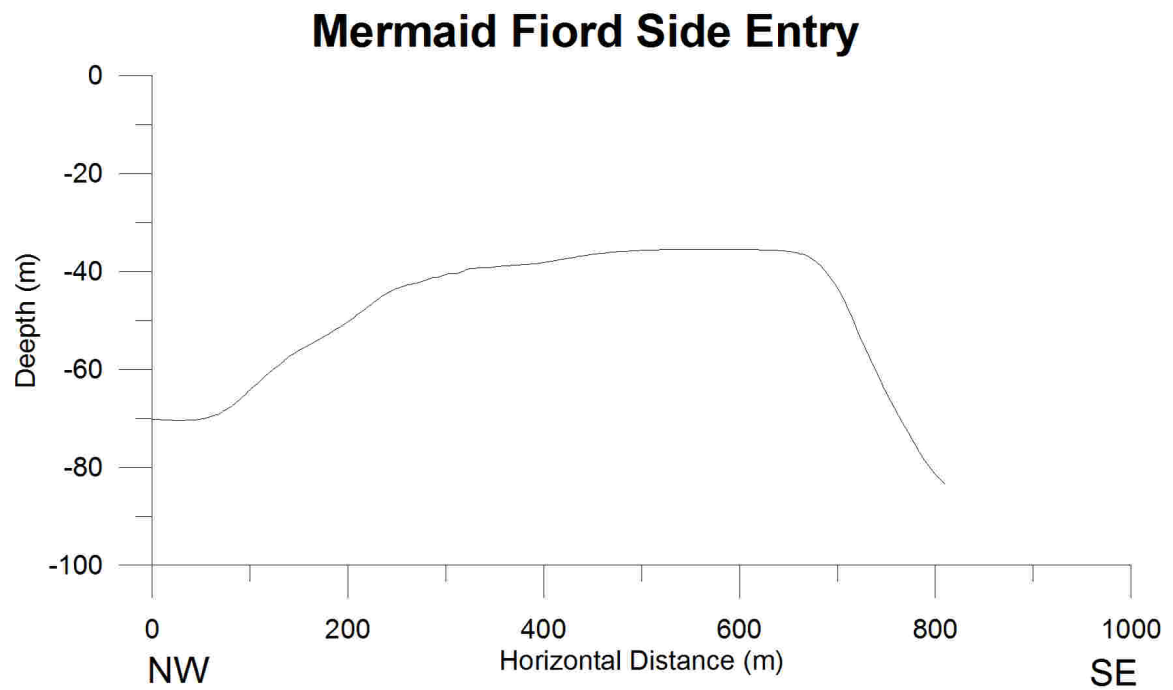 Mermaid Fiord Side Entry
0
-20
-40
-60
-80
-100
Deepth (m)
0 200 400 600 800 1000
NW Horizontal Distance (m) SE